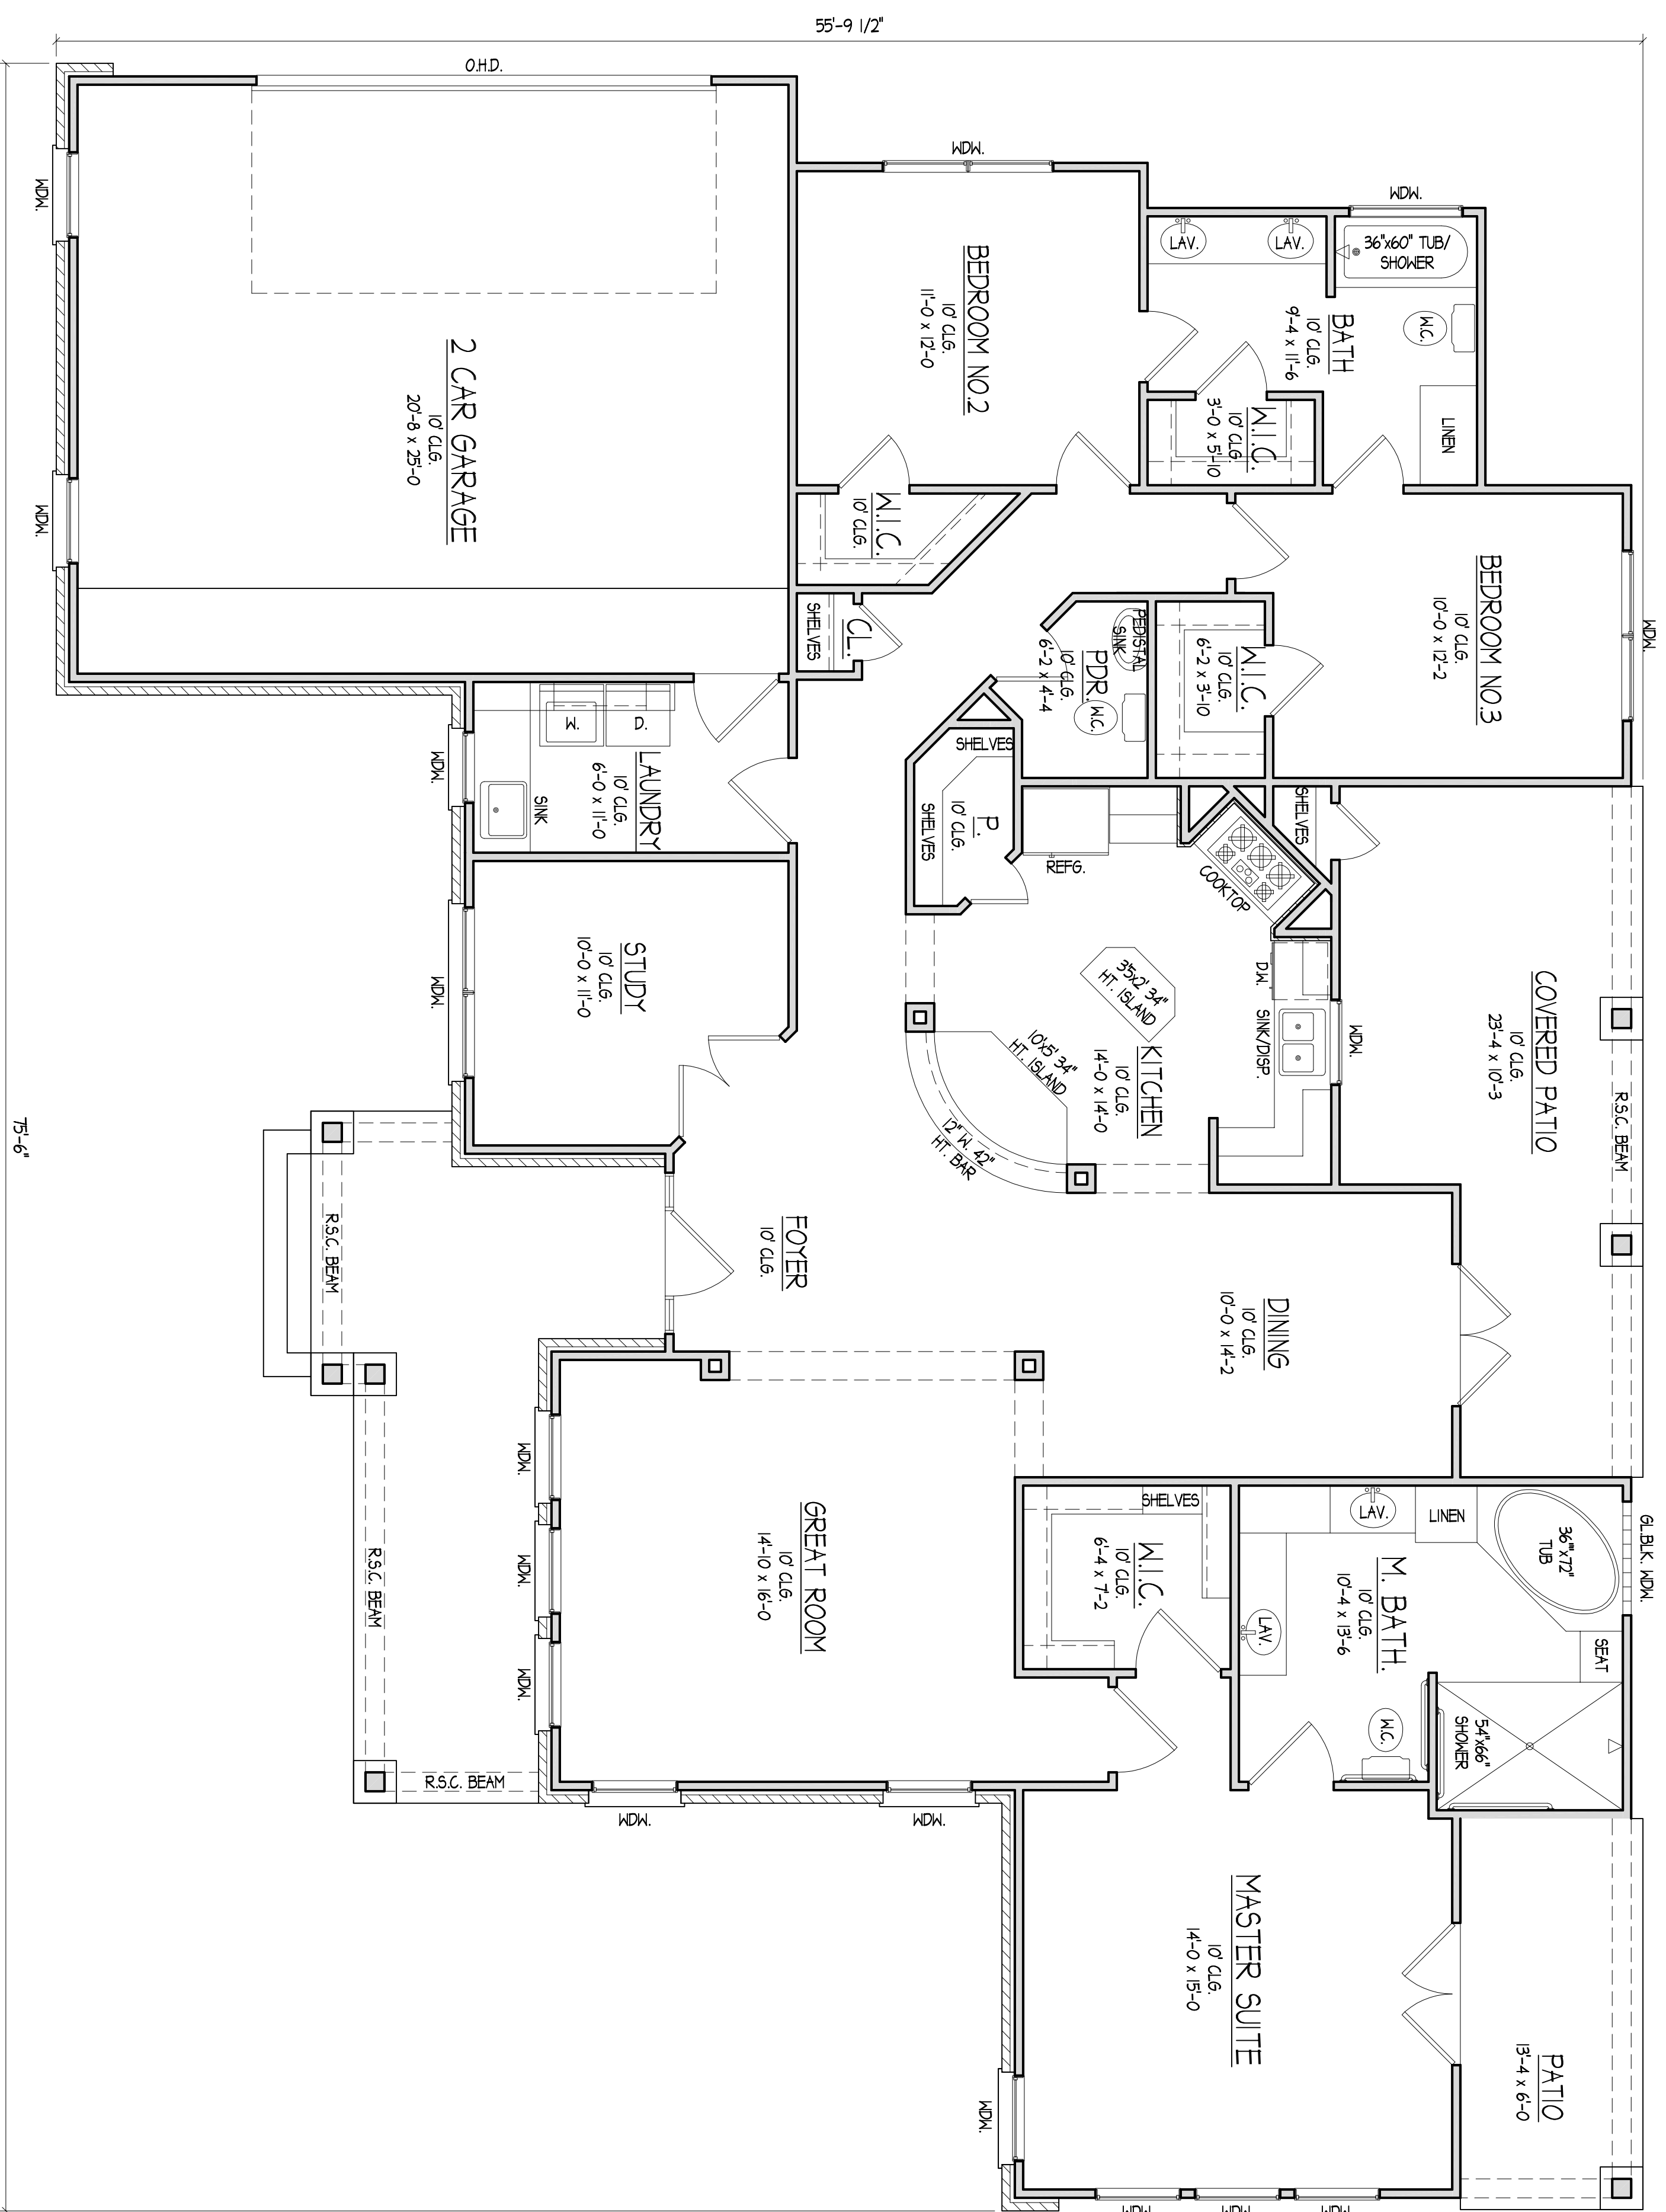 55'-9 1/2"
75'-6"
O.H.D.
WDW.
WDW.
2 CAR GARAGE
10' CLG.
20'-8 x 25'-0
WDW.
BEDROOM NO.2
10' CLG.
11'-0 x 12'-0
W.I.C.
10' CLG.
CL.
SHELVES
WDW.
LAV.
LAV.
36"x60" TUB/
SHOWER
W.C.
BATH
10' CLG.
9'-4 x 11'-6
LINEN
W.I.C.
10' CLG.
3'-0 x 5'-10
BEDROOM NO.3
10' CLG.
10'-0 x 12'-2
WDW.
W.I.C.
10' CLG.
6'-2 x 3'-10
PEDISTAL
SINK
PDR.
10' CLG.
6'-2 x 4'-4
W.C.
SHELVES
P.
10' CLG.
SHELVES
LAUNDRY
10' CLG.
6'-0 x 11'-0
W.
D.
SINK
WDW.
STUDY
10' CLG.
10'-0 x 11'-0
WDW.
REFG.
COOKTOP
SHELVES
D.W.
SINK/DISP.
WDW.
35x2' 34"
HT. ISLAND
KITCHEN
10' CLG.
14'-0 x 14'-0
10'x5' 34"
HT. ISLAND
12" W. 42"
HT. BAR
COVERED PATIO
10' CLG.
23'-4 x 10'-3
R.S.C. BEAM
FOYER
10' CLG.
R.S.C. BEAM
DINING
10' CLG.
10'-0 x 14'-2
GREAT ROOM
10' CLG.
14'-10 x 16'-0
WDW.
WDW.
WDW.
R.S.C. BEAM
R.S.C. BEAM
WDW.
WDW.
SHELVES
W.I.C.
10' CLG.
6'-4 x 7'-2
LAV.
LINEN
36"'x72"
TUB
GL.BLK. WDW.
M. BATH.
10' CLG.
10'-4 x 13'-6
LAV.
SEAT
W.C.
54"x66"
SHOWER
MASTER SUITE
10' CLG.
14'-0 x 15'-0
PATIO
13'-4 x 6'-0
WDW.
WDW.
WDW.
WDW.